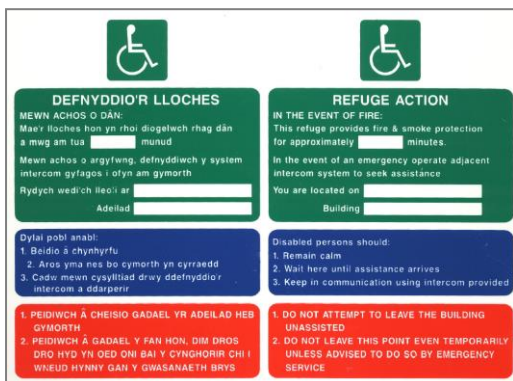 DEFNYDDIO'R LLOCHES
MEWN ACHOS O DÂN:
Mae'r lloches hon yn rhoi diogelwch rhag dân
a mwg am tua munud
Mewn achos o argyfwng, defnyddiwch y system
intercom gyfagos i ofyn am gymorth
Rydych wedi'ch lleoli ar
Adeilad
Dylai pobl anabl:
1. Beidio â chynhyrfu
2. Aros yma nes bo cymorth yn cyrraedd
3. Cadw mewn cysylltiad drwy ddefnyddio'r
intercom a ddarperir
1. PEIDIWCH Â CHEISIO GADAEL YR ADEILAD HEB
GYMORTH
2. PEIDIWCH Â GADAEL Y FAN HON, DIM DROS
DRO HYD YN OED ONI BAI Y CYNGHORIR CHI I
WNEUD HYNNY GAN Y GWASANAETH BRYS
REFUGE ACTION
IN THE EVENT OF FIRE:
This refuge provides fire & smoke protection
for approximately minutes.
In the event of an emergency operate adjacent
intercom system to seek assistance
You are located on
Building
Disabled persons should:
1. Remain calm
2. Wait here until assistance arrives
3. Keep in communication using intercom provided
1. DO NOT ATTEMPT TO LEAVE THE BUILDING
UNASSISTED
2. DO NOT LEAVE THIS POINT EVEN TEMPORARILY
UNLESS ADVISED TO DO SO BY EMERGENCY
SERVICE